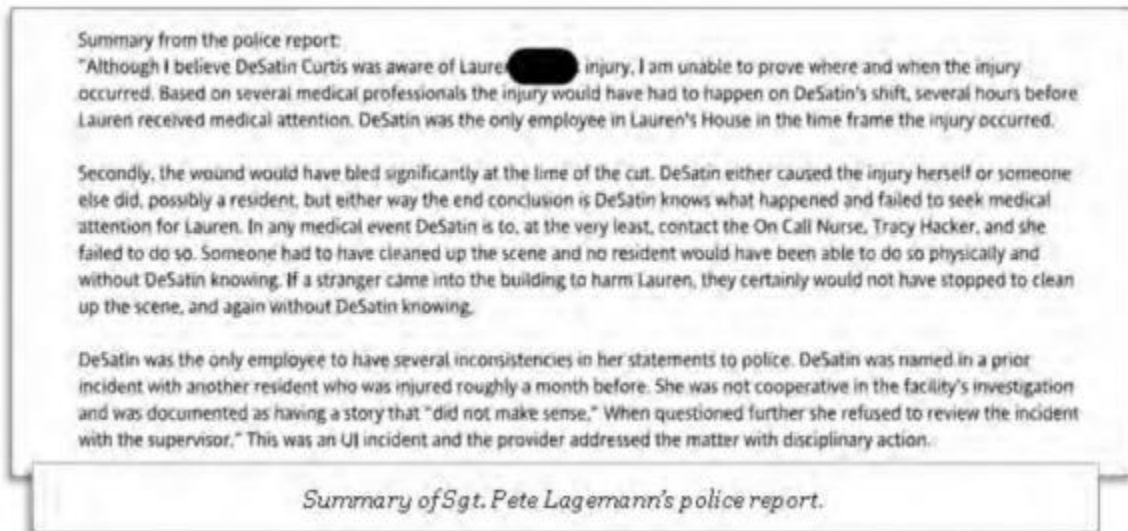 Summary from the police report:
"Although I believe DeSatin Curtis was aware of Laure injury, I am unable to prove where and when the injury
occurred. Based on several medical professionals the injury would have had to happen on DeSatin's shift, several hours before
Lauren received medical attention. DeSatin was the only employee in Lauren's House in the time frame the injury occurred.
Secondly, the wound would have bled significantly at the time of the cut. DeSatin either caused the injury herself or someone
else did, possibly a resident, but either way the end conclusion is DeSatin knows what happened and failed to seek medical
attention for Lauren. In any medical event DeSatin is to, at the very least, contact the On Call Nurse, Tracy Hacker, and she
failed to do so. Someone had to have cleaned up the scene and no resident would have been able to do so physically and
without DeSatin knowing. If a stranger came into the building to harm Lauren, they certainly would not have stopped to clean
up the scene, and again without DeSatin knowing.
DeSatin was the only employee to have several inconsistencies in her statements to police. DeSatin was named in a prior
incident with another resident who was injured roughly a month before. She was not cooperative in the facility's investigation
and was documented as having a story that "did not make sense." When questioned further she refused to review the incident
with the supervisor." This was an UI incident and the provider addressed the matter with disciplinary action.
Summary of Sgt. Pete Lagemann's police report.